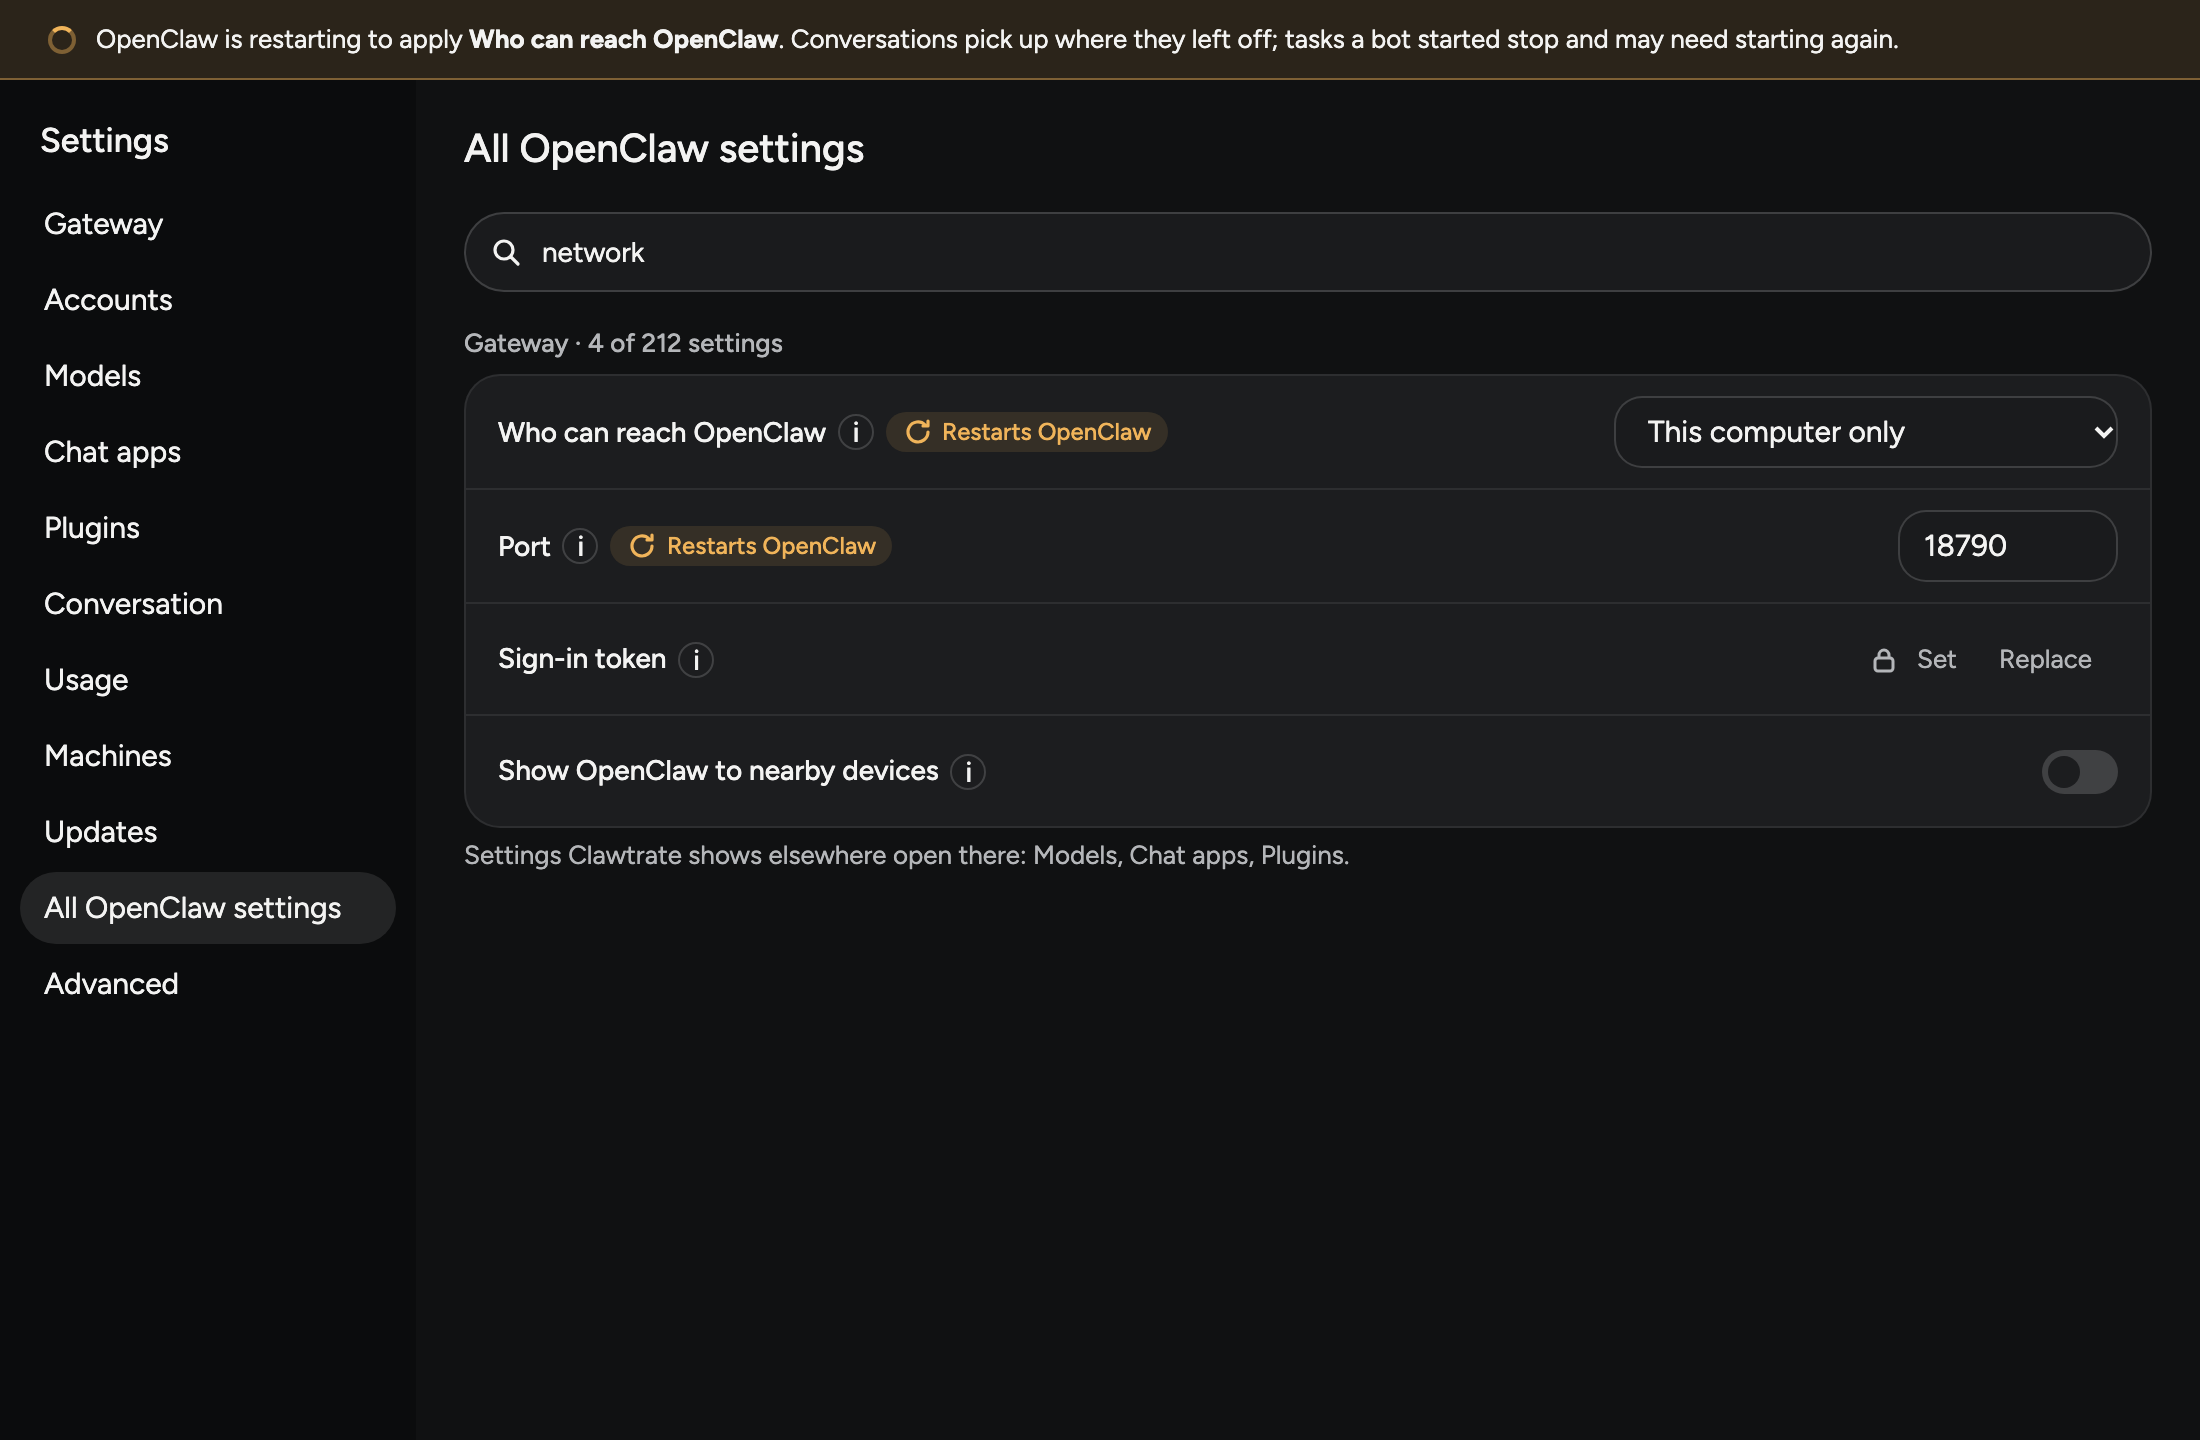 OpenClaw is restarting to apply Who can reach OpenClaw. Conversations pick up where they left off; tasks a bot started stop and may need starting again.
Settings
Gateway
Accounts
Models
Chat apps
Plugins
Conversation
Usage
Machines
Updates
All OpenClaw settings
Advanced
All OpenClaw settings
network
Gateway · 4 of 212 settings
Who can reach OpenClaw i Restarts OpenClaw This computer only
Port i Restarts OpenClaw 18790
Sign-in token i Set Replace
Show OpenClaw to nearby devices i
Settings Clawtrate shows elsewhere open there: Models, Chat apps, Plugins.